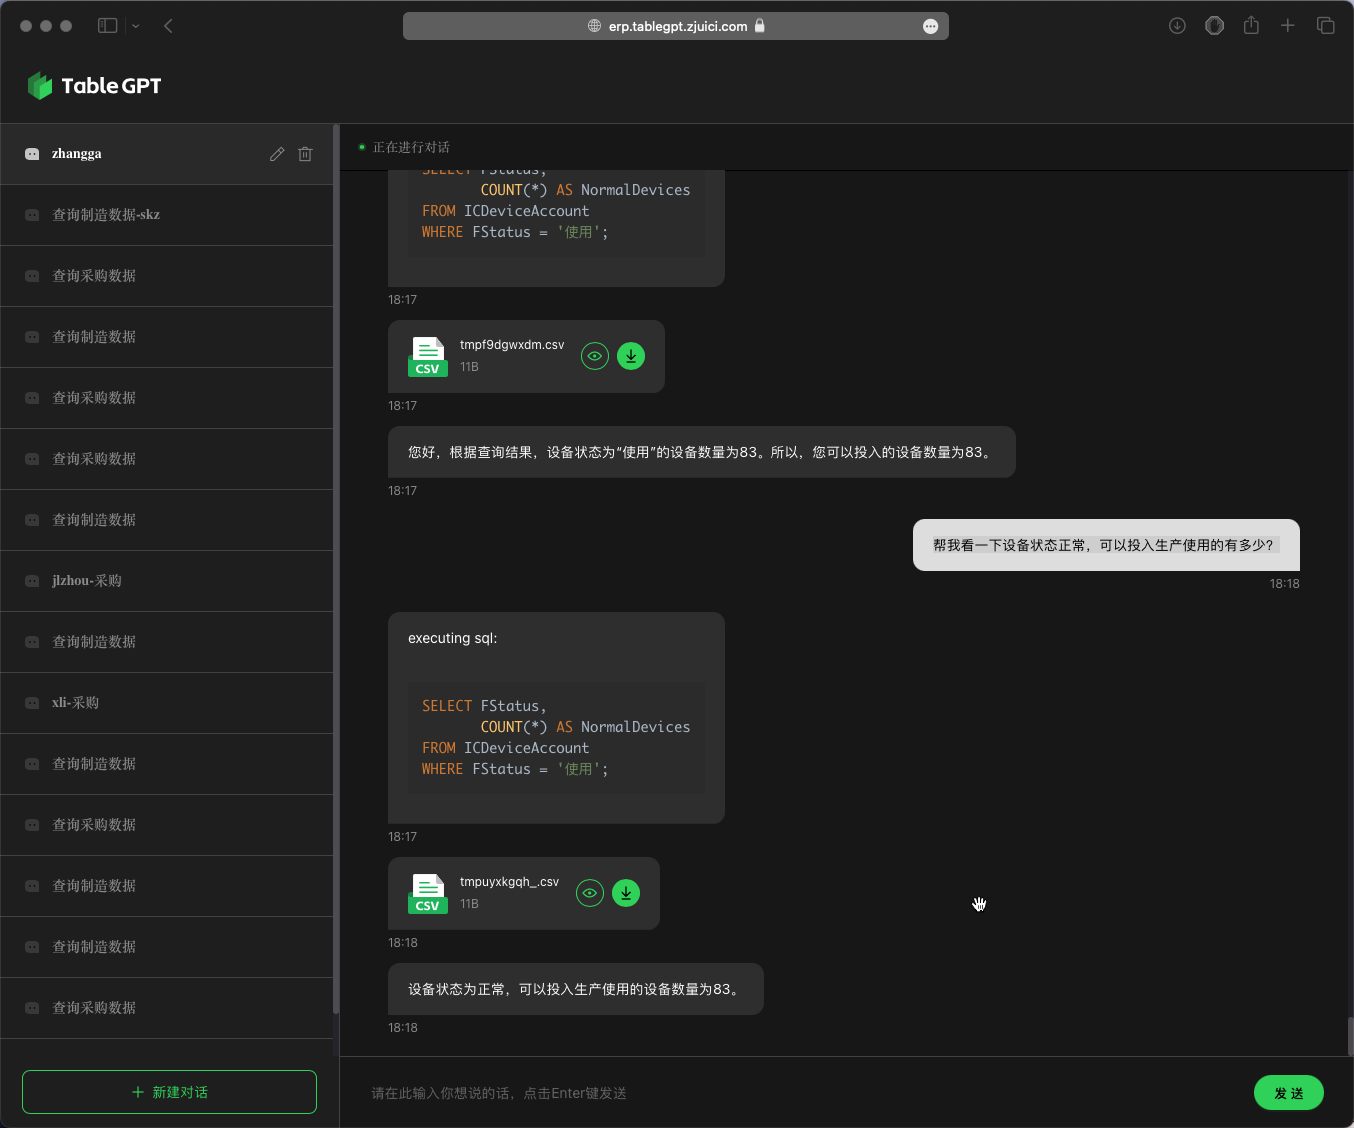 erp.tablegpt.zjuici.com
TableGPT
zhangga
查询制造数据-skz
查询采购数据
查询制造数据
查询采购数据
查询采购数据
查询制造数据
jlzhou-采购
查询制造数据
xli-采购
查询制造数据
查询采购数据
查询制造数据
查询制造数据
查询采购数据
+ 新建对话
正在进行对话
SELECT FStatus,
COUNT(*) AS NormalDevices
FROM ICDeviceAccount
WHERE FStatus = '使用';
18:17
CSV
tmpf9dgwxdm.csv
11B
18:17
您好，根据查询结果，设备状态为“使用”的设备数量为83。所以，您可以投入的设备数量为83。
18:17
帮我看一下设备状态正常，可以投入生产使用的有多少？
18:18
executing sql:
SELECT FStatus,
COUNT(*) AS NormalDevices
FROM ICDeviceAccount
WHERE FStatus = '使用';
18:17
CSV
tmpuyxkgqh_.csv
11B
18:18
设备状态为正常，可以投入生产使用的设备数量为83。
18:18
请在此输入你想说的话，点击Enter键发送
发 送